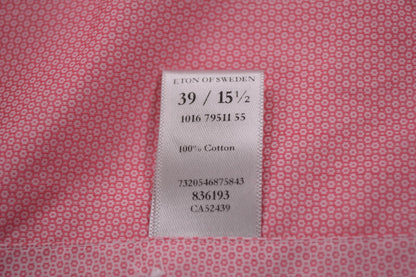 ETON OF SWEDEN
39 / 15½
1016 79511 55
100% Cotton
7320546875843
836193
CA52439